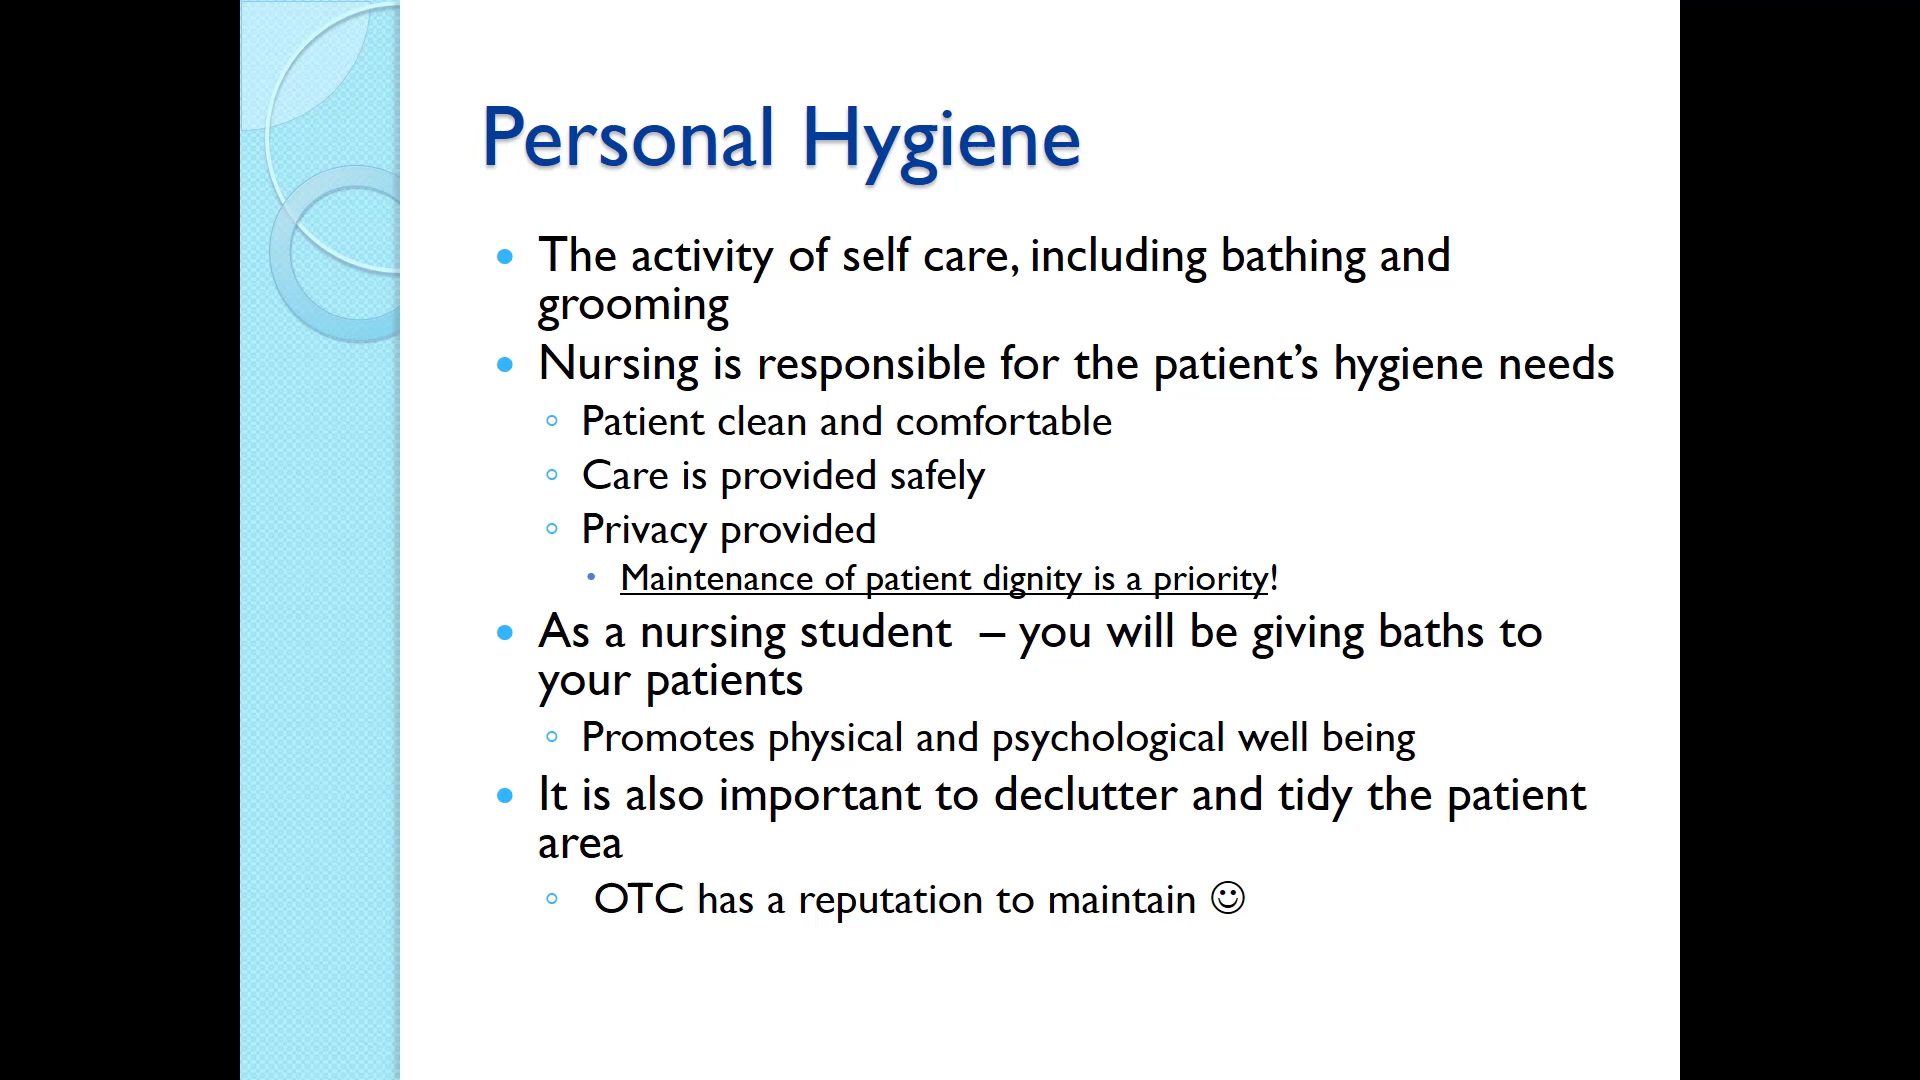 Personal Hygiene
• The activity of self care, including bathing and
grooming
• Nursing is responsible for the patient’s hygiene needs
◦ Patient clean and comfortable
◦ Care is provided safely
◦ Privacy provided
• Maintenance of patient dignity is a priority!
• As a nursing student – you will be giving baths to
your patients
◦ Promotes physical and psychological well being
• It is also important to declutter and tidy the patient
area
◦ OTC has a reputation to maintain ☺